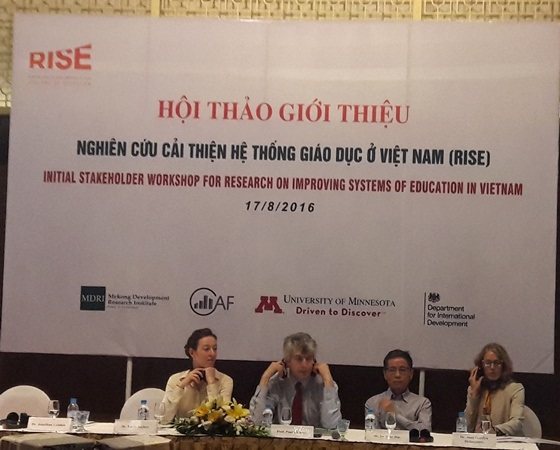 RISE
HỘI THẢO GIỚI THIỆU
NGHIÊN CỨU CẢI THIỆN HỆ THỐNG GIÁO DỤC Ở VIỆT NAM (RISE)
INITIAL STAKEHOLDER WORKSHOP FOR RESEARCH ON IMPROVING SYSTEMS OF EDUCATION IN VIETNAM
17/8/2016
MDRI Mekong Development
Research Institute
AF
M UNIVERSITY OF MINNESOTA
Driven to Discover
Department
for International
Development